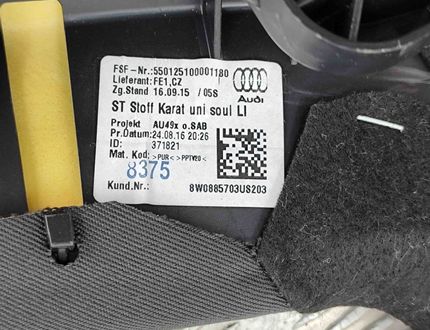 FSF-Nr.:550125100001180
Lieferant:FE1,CZ
Zg.Stand 16.09.15 /05S
Audi
ST Stoff Karat uni soul LI
Projekt AU49x o.SAB
Pr.Datum:24.08.16 20:26
ID: 371821
Mat. Kod: >PUR< >PPTV20<
8375
Kund.Nr.: 8W0885703US203